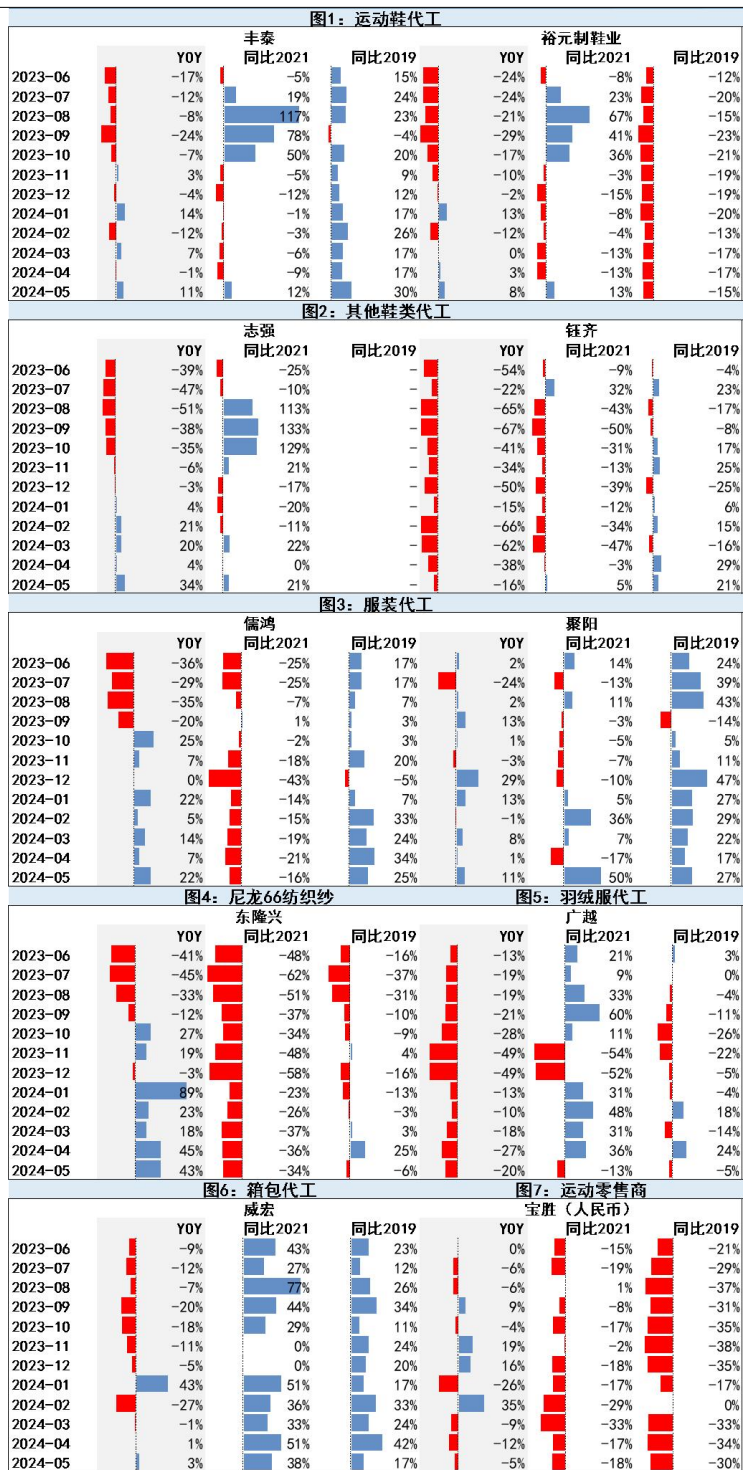 图1：运动鞋代工
丰泰 裕元制鞋业
YOY 同比2021 同比2019 YOY 同比2021 同比2019
2023-06 -17% -5% 15% -24% -8% -12%
2023-07 -12% 19% 24% -24% 23% -20%
2023-08 -8% 117% 23% -21% 67% -15%
2023-09 -24% 78% -4% -29% 41% -23%
2023-10 -7% 50% 20% -17% 36% -21%
2023-11 3% -5% 9% -10% -3% -19%
2023-12 -4% -12% 12% -2% -15% -19%
2024-01 14% -1% 17% 13% -8% -20%
2024-02 -12% -3% 26% -12% -4% -13%
2024-03 7% -6% 17% 0% -13% -17%
2024-04 -1% -9% 17% 3% -13% -17%
2024-05 11% 12% 30% 8% 13% -15%
图2：其他鞋类代工
志强 钰齐
YOY 同比2021 同比2019 YOY 同比2021 同比2019
2023-06 -39% -25% - -54% -9% -4%
2023-07 -47% -10% - -22% 32% 23%
2023-08 -51% 113% - -65% -43% -17%
2023-09 -38% 133% - -67% -50% -8%
2023-10 -35% 129% - -41% -31% 17%
2023-11 -6% 21% - -34% -13% 25%
2023-12 -3% -17% - -50% -39% -25%
2024-01 4% -20% - -15% -12% 6%
2024-02 21% -11% - -66% -34% 15%
2024-03 20% 22% - -62% -47% -16%
2024-04 4% 0% - -38% -3% 29%
2024-05 34% 21% - -16% 5% 21%
图3：服装代工
儒鸿 聚阳
YOY 同比2021 同比2019 YOY 同比2021 同比2019
2023-06 -36% -25% 17% 2% 14% 24%
2023-07 -29% -25% 17% -24% -13% 39%
2023-08 -35% -7% 7% 2% 11% 43%
2023-09 -20% 1% 3% 13% -3% -14%
2023-10 25% -2% 3% 1% -5% 5%
2023-11 7% -18% 20% -3% -7% 11%
2023-12 0% -43% -5% 29% -10% 47%
2024-01 22% -14% 7% 13% 5% 27%
2024-02 5% -15% 33% -1% 36% 29%
2024-03 14% -19% 24% 8% 7% 22%
2024-04 7% -21% 34% 1% -17% 17%
2024-05 22% -16% 25% 11% 50% 27%
图4：尼龙66纺织纱 图5：羽绒服代工
东隆兴 广越
YOY 同比2021 同比2019 YOY 同比2021 同比2019
2023-06 -41% -48% -16% -13% 21% 3%
2023-07 -45% -62% -37% -19% 9% 0%
2023-08 -33% -51% -31% -19% 33% -4%
2023-09 -12% -37% -10% -21% 60% -11%
2023-10 27% -34% -9% -28% 11% -26%
2023-11 19% -48% 4% -49% -54% -22%
2023-12 -3% -58% -16% -49% -52% -5%
2024-01 89% -23% -13% -13% 31% -4%
2024-02 23% -26% -3% -10% 48% 18%
2024-03 18% -37% 3% -18% 31% -14%
2024-04 45% -36% 25% -27% 36% 24%
2024-05 43% -34% -6% -20% -13% -5%
图6：箱包代工 图7：运动零售商
威宏 宝胜（人民币）
YOY 同比2021 同比2019 YOY 同比2021 同比2019
2023-06 -9% 43% 23% 0% -15% -21%
2023-07 -12% 27% 12% -6% -19% -29%
2023-08 -7% 77% 26% -6% 1% -37%
2023-09 -20% 44% 34% 9% -8% -31%
2023-10 -18% 29% 11% -4% -17% -35%
2023-11 -11% 0% 24% 19% -2% -38%
2023-12 -5% 0% 20% 16% -18% -35%
2024-01 43% 51% 17% -26% -17% -17%
2024-02 -27% 36% 33% 35% -29% 0%
2024-03 -1% 33% 24% -9% -33% -33%
2024-04 1% 51% 42% -12% -17% -34%
2024-05 3% 38% 17% -5% -18% -30%